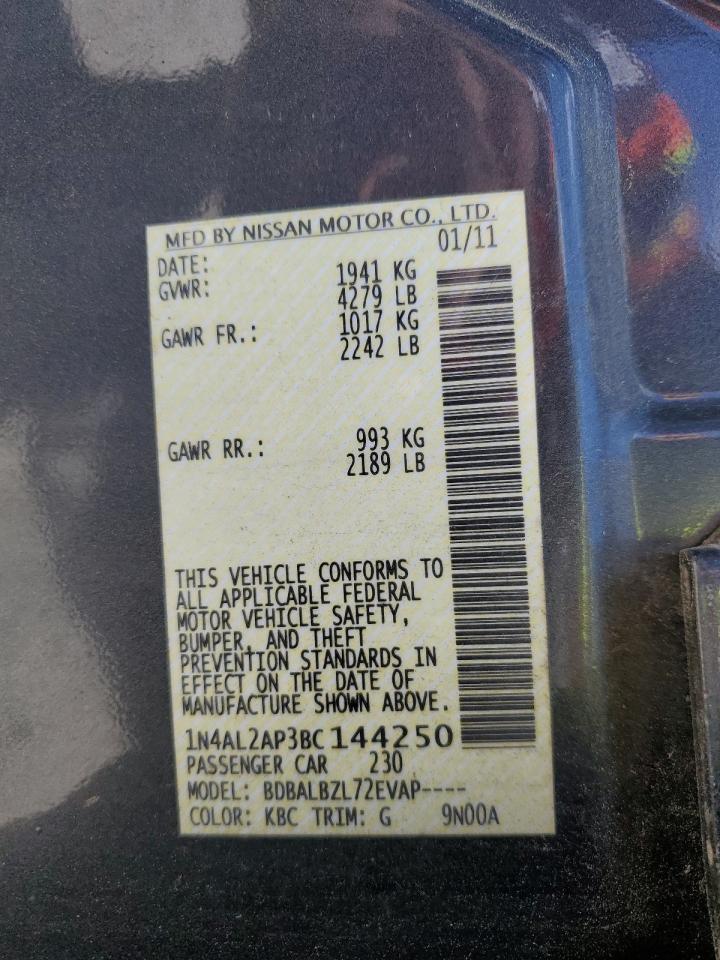 MFD BY NISSAN MOTOR CO., LTD.
DATE: 01/11
GVWR: 1941 KG
4279 LB
GAWR FR.: 1017 KG
2242 LB
GAWR RR.: 993 KG
2189 LB
THIS VEHICLE CONFORMS TO
ALL APPLICABLE FEDERAL
MOTOR VEHICLE SAFETY,
BUMPER, AND THEFT
PREVENTION STANDARDS IN
EFFECT ON THE DATE OF
MANUFACTURE SHOWN ABOVE.
1N4AL2AP3BC144250
PASSENGER CAR 230
MODEL: BDBALBZL72EVAP----
COLOR: KBC TRIM: G 9N00A